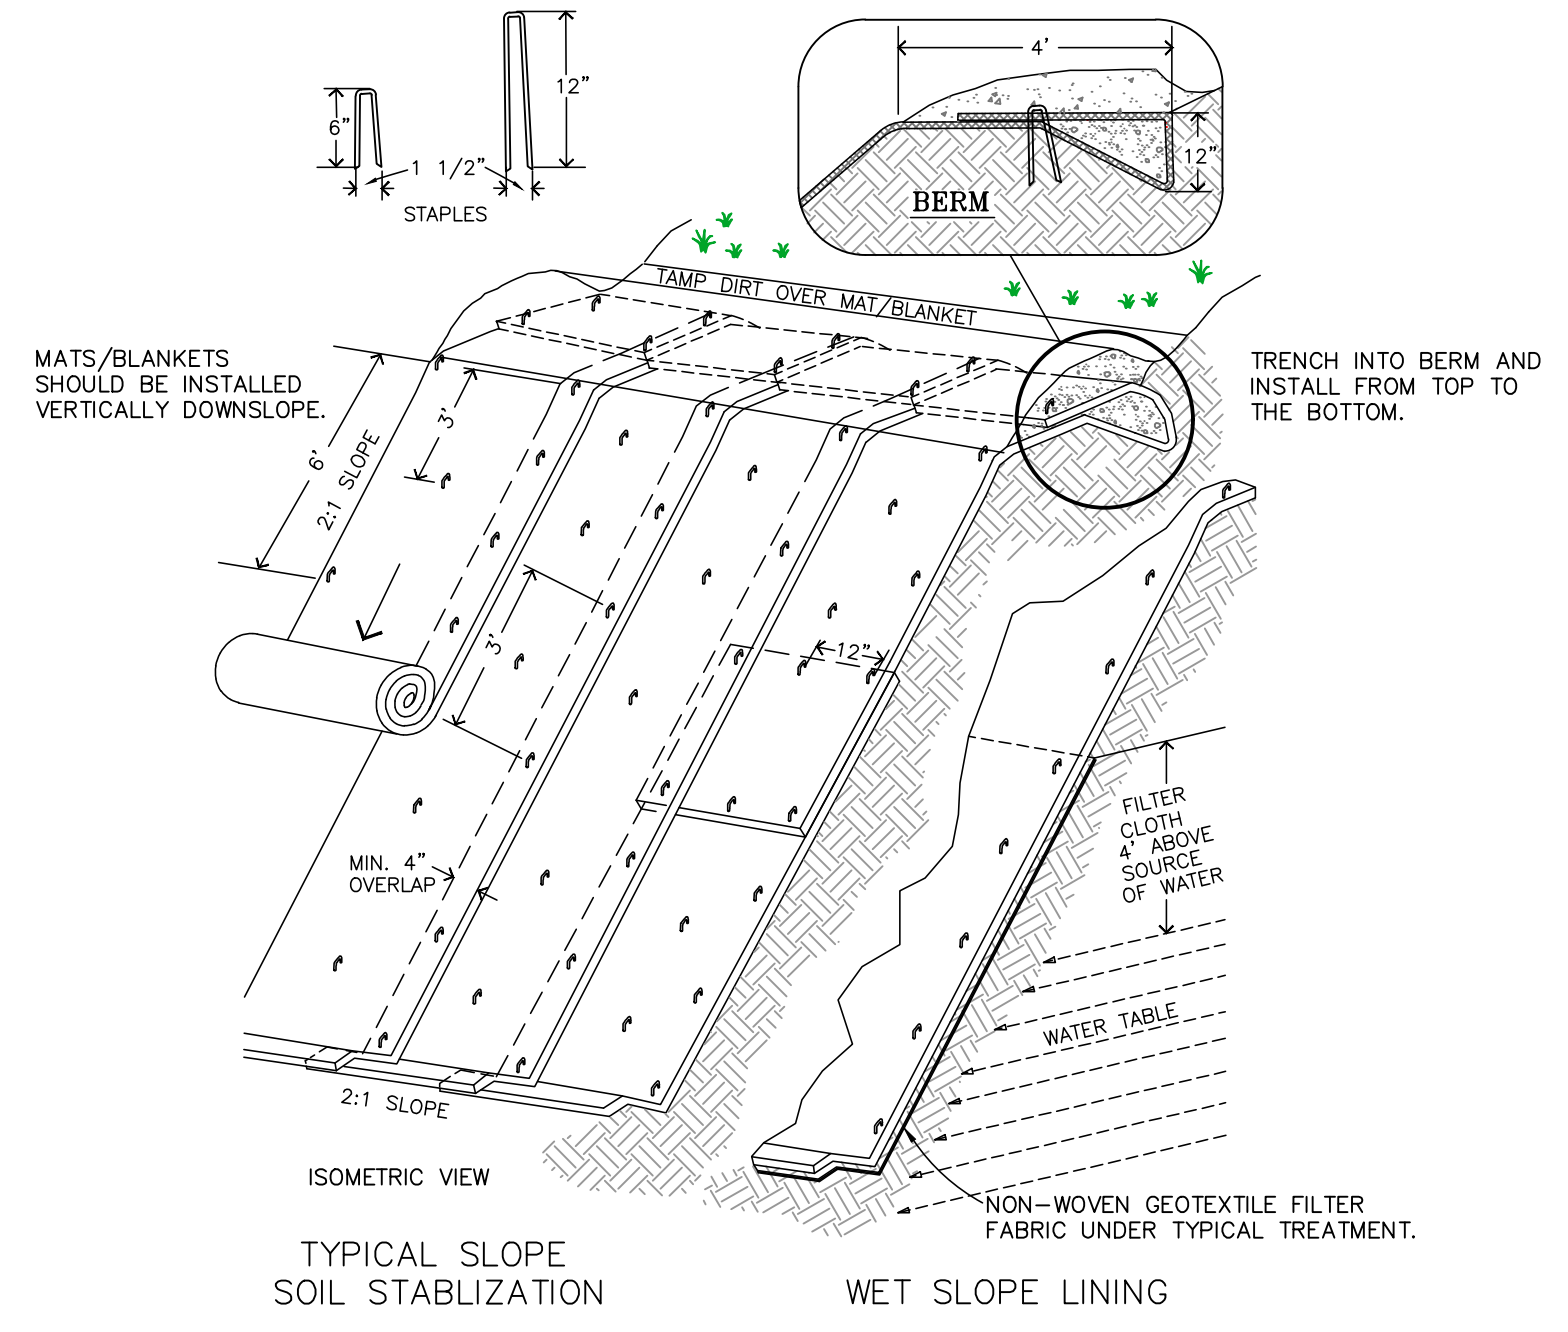 12”
6”
1 1/2”
STAPLES
4’
12”
BERM
TAMP DIRT OVER MAT/BLANKET
MATS/BLANKETS
SHOULD BE INSTALLED
VERTICALLY DOWNSLOPE.
TRENCH INTO BERM AND
INSTALL FROM TOP TO
THE BOTTOM.
3’
6’
2:1 SLOPE
3’
12”
MIN. 4”
OVERLAP
FILTER
CLOTH
4’ ABOVE
SOURCE
OF WATER
WATER TABLE
2:1 SLOPE
ISOMETRIC VIEW
NON–WOVEN GEOTEXTILE FILTER
FABRIC UNDER TYPICAL TREATMENT.
TYPICAL SLOPE
SOIL STABLIZATION
WET SLOPE LINING